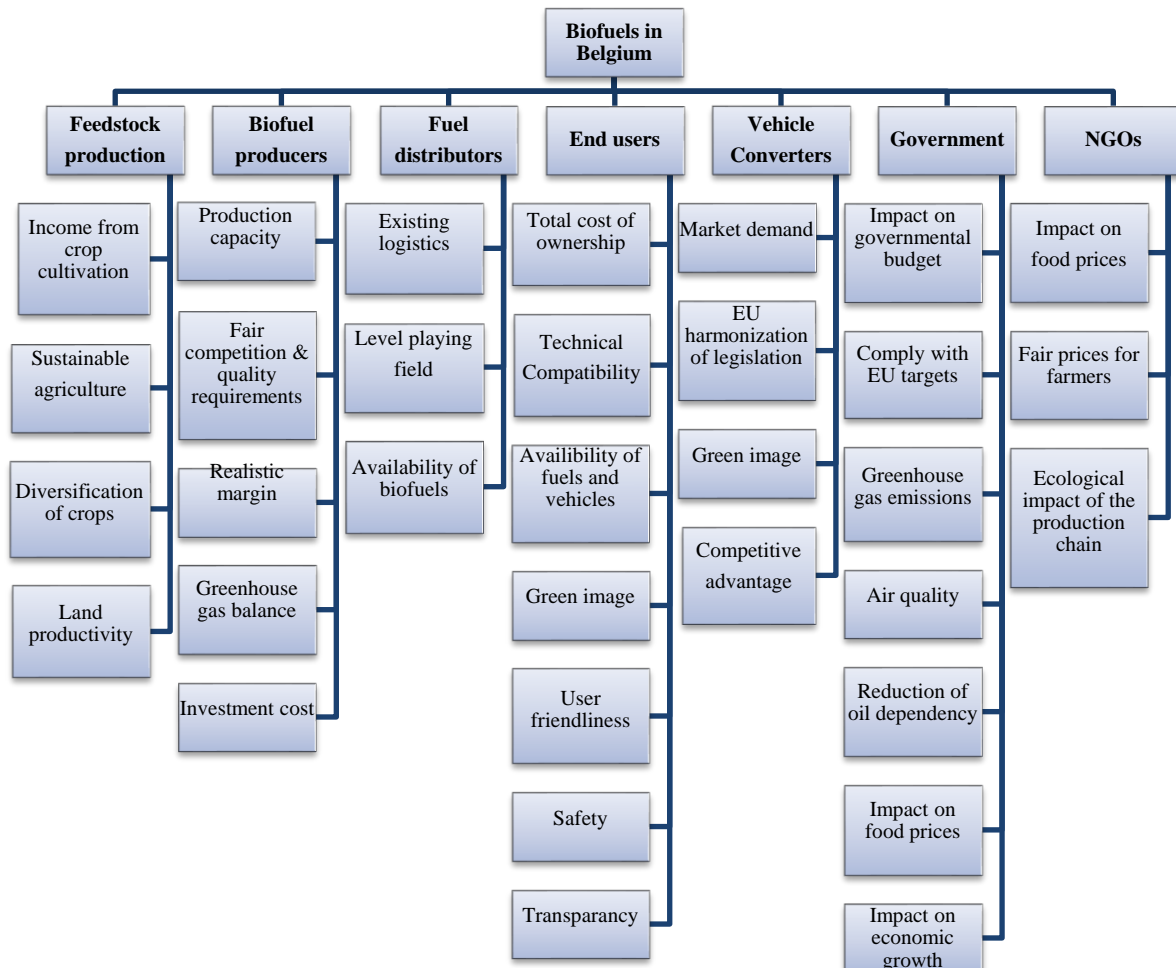 Biofuels in
Belgium
Feedstock
production
Biofuel
producers
Fuel
distributors
End users
Vehicle
Converters
Government
NGOs
Income from
crop
cultivation
Sustainable
agriculture
Diversification
of crops
Land
productivity
Production
capacity
Fair
competition &
quality
requirements
Realistic
margin
Greenhouse
gas balance
Investment cost
Existing
logistics
Level playing
field
Availability of
biofuels
Total cost of
ownership
Technical
Compatibility
Availibility of
fuels and
vehicles
Green image
User
friendliness
Safety
Transparancy
Market demand
EU
harmonization
of legislation
Green image
Competitive
advantage
Impact on
governmental
budget
Comply with
EU targets
Greenhouse
gas emissions
Air quality
Reduction of
oil dependency
Impact on
food prices
Impact on
economic
growth
Impact on
food prices
Fair prices for
farmers
Ecological
impact of the
production
chain